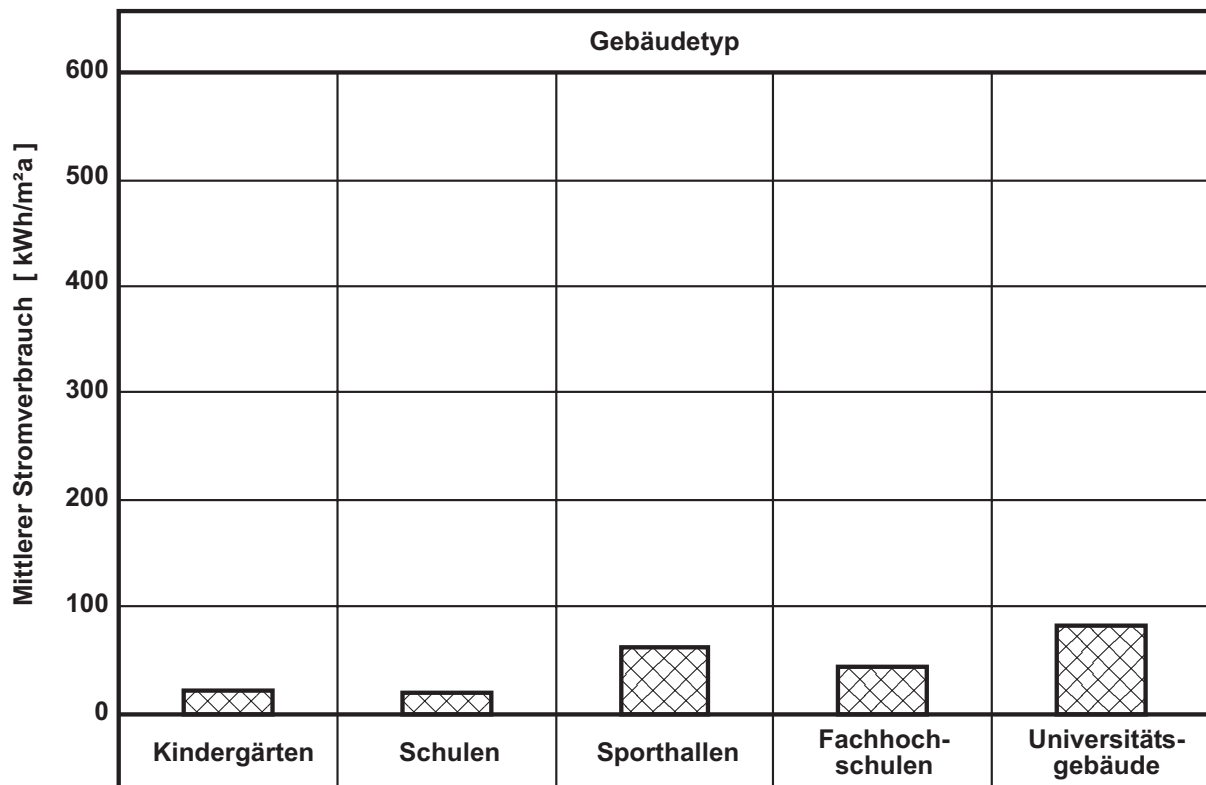 Gebäudetyp
Mittlerer Stromverbrauch [ kWh/m²a ]
600
500
400
300
200
100
0
Kindergärten
Schulen
Sporthallen
Fachhoch-
schulen
Universitäts-
gebäude